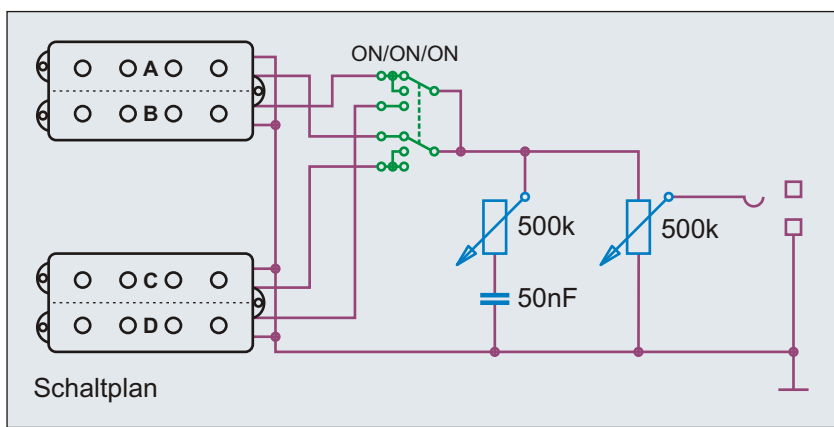 ON/ON/ON
A
B
500k
500k
C
50nF
D
Schaltplan